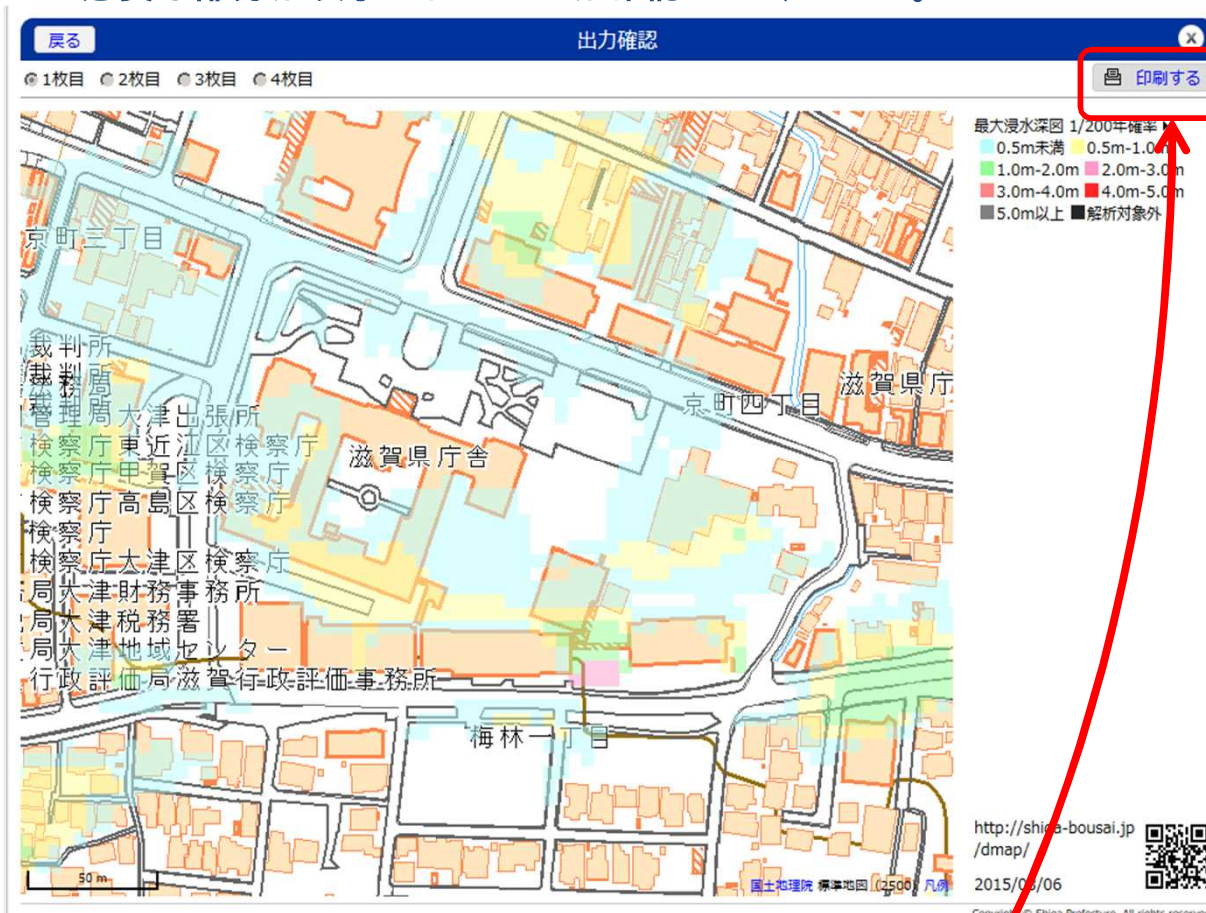 戻る
出力確認
x
1枚目 2枚目 3枚目 4枚目
印刷する
最大浸水深図 1/200年確率
0.5m未満 0.5m-1.0m
1.0m-2.0m 2.0m-3.0m
3.0m-4.0m 4.0m-5.0m
5.0m以上 解析対象外
京町三丁目
裁判所
裁判所
管理局大津出張所
検察庁東近江区検察庁
検察庁甲賀区検察庁
検察庁高島区検察庁
検察庁
検察庁大津区検察庁
局大津財務事務所
局大津税務署
局大津地域センター
行政評価局滋賀行政評価事務所
滋賀県庁舎
京町四丁目
滋賀県庁
梅林一丁目
50 m
国土地理院 標準地図 (2500) 凡例
http://shiga-bousai.jp
/dmap/
2015/03/06